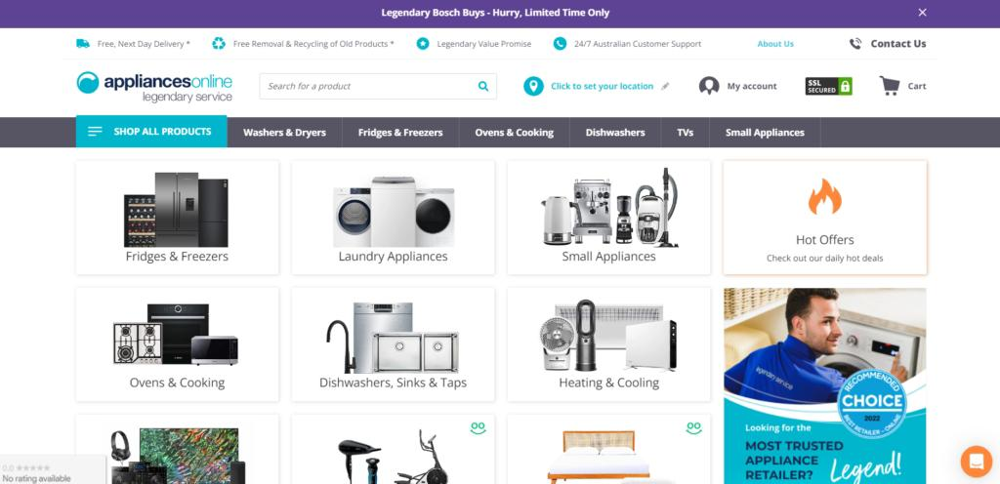 Legendary Bosch Buys - Hurry, Limited Time Only
Free, Next Day Delivery *
Free Removal & Recycling of Old Products *
Legendary Value Promise
24/7 Australian Customer Support
About Us
Contact Us
appliancesonline
legendary service
Search for a product
Click to set your location
My account
SSL
SECURED
Cart
SHOP ALL PRODUCTS
Washers & Dryers
Fridges & Freezers
Ovens & Cooking
Dishwashers
TVs
Small Appliances
Fridges & Freezers
Laundry Appliances
Small Appliances
Hot Offers
Check out our daily hot deals
Ovens & Cooking
Dishwashers, Sinks & Taps
Heating & Cooling
legendary service
RECOMMENDED
CHOICE
2022
BEST RETAILER - ONLINE
Looking for the
MOST TRUSTED
APPLIANCE
RETAILER?
Legend!
0.0
No rating available